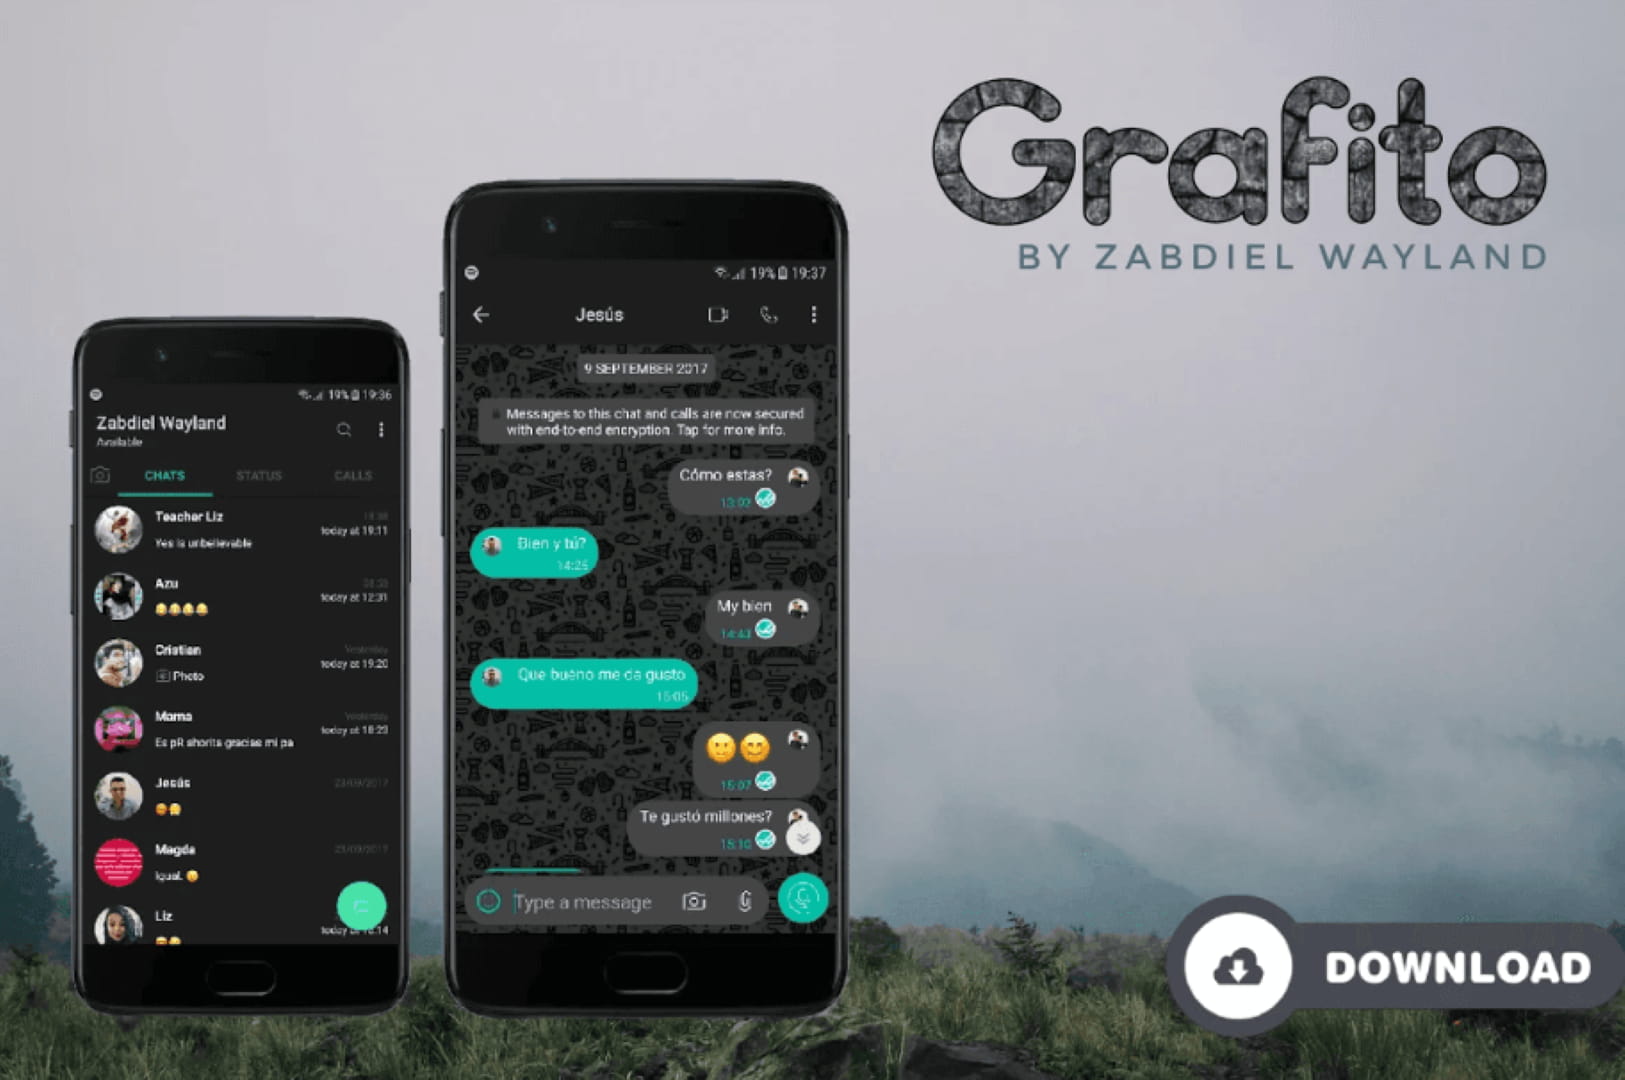 Grafito
BY ZABDIEL WAYLAND
19% 19:36
Zabdiel Wayland
Available
CHATS STATUS CALLS
Teacher Liz
today at 19:11
Yes is unbelievable
Azu
today at 12:31
Cristian
Yesterday
today at 19:20
Photo
Mama
Yesterday
today at 18:23
Es pR ahorita gracias mi pa
Jesús
23/09/2017
Magda
23/09/2017
Igual.
Liz
19% 19:37
Jesús
9 SEPTEMBER 2017
Messages to this chat and calls are now secured
with end-to-end encryption. Tap for more info.
Cómo estas?
13:02
Bien y tú?
14:25
My bien
14:43
Que bueno me da gusto
15:05
15:07
Te gustó millones?
15:10
Type a message
DOWNLOAD